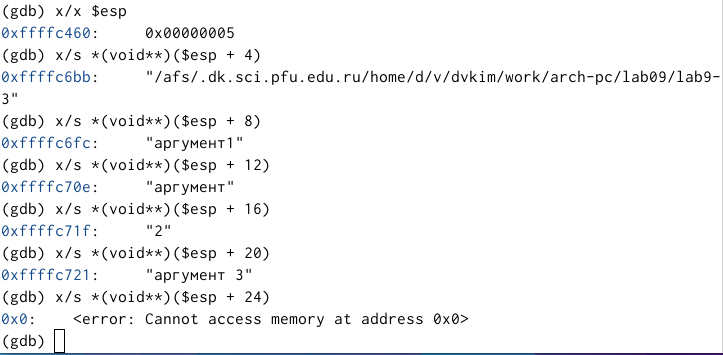 (gdb) x/x $esp
0xffffc460:     0x00000005
(gdb) x/s *(void**)($esp + 4)
0xffffc6bb:     "/afs/.dk.sci.pfu.edu.ru/home/d/v/dvkim/work/arch-pc/lab09/lab9-
3"
(gdb) x/s *(void**)($esp + 8)
0xffffc6fc:     "аргумент1"
(gdb) x/s *(void**)($esp + 12)
0xffffc70e:     "аргумент"
(gdb) x/s *(void**)($esp + 16)
0xffffc71f:     "2"
(gdb) x/s *(void**)($esp + 20)
0xffffc721:     "аргумент 3"
(gdb) x/s *(void**)($esp + 24)
0x0:    <error: Cannot access memory at address 0x0>
(gdb)